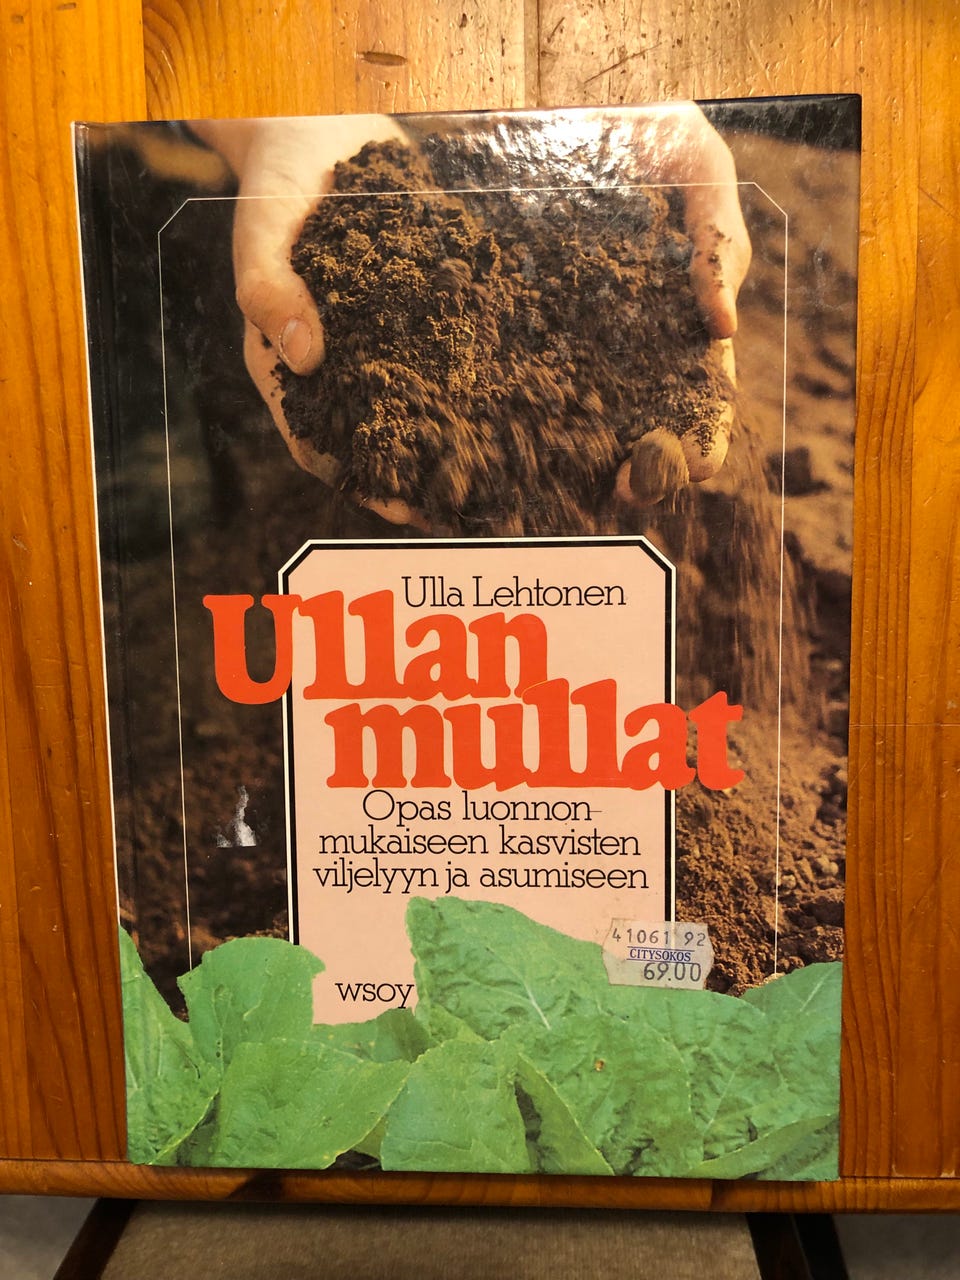 Ulla Lehtonen
Ullan
mullat
Opas luonnon-
mukaiseen kasvisten
viljelyyn ja asumiseen
41061 92
CITYSOKOS
69.00
wsoy